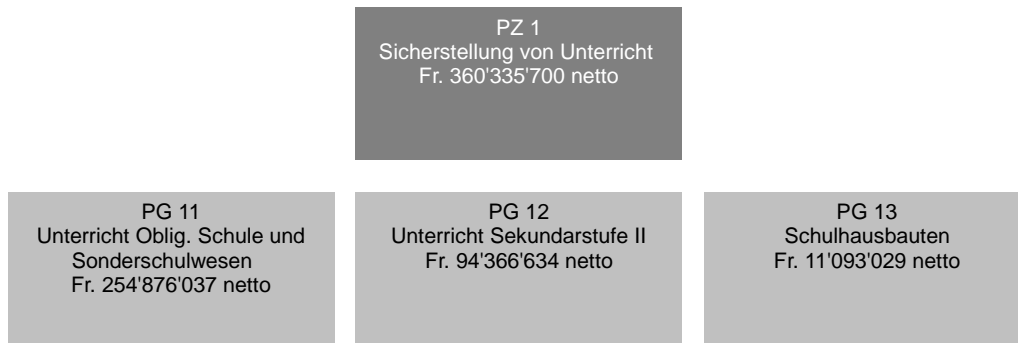 PZ 1
Sicherstellung von Unterricht
Fr. 360'335'700 netto
PG 11
Unterricht Oblig. Schule und
Sonderschulwesen
Fr. 254'876'037 netto
PG 12
Unterricht Sekundarstufe II
Fr. 94'366'634 netto
PG 13
Schulhausbauten
Fr. 11'093'029 netto